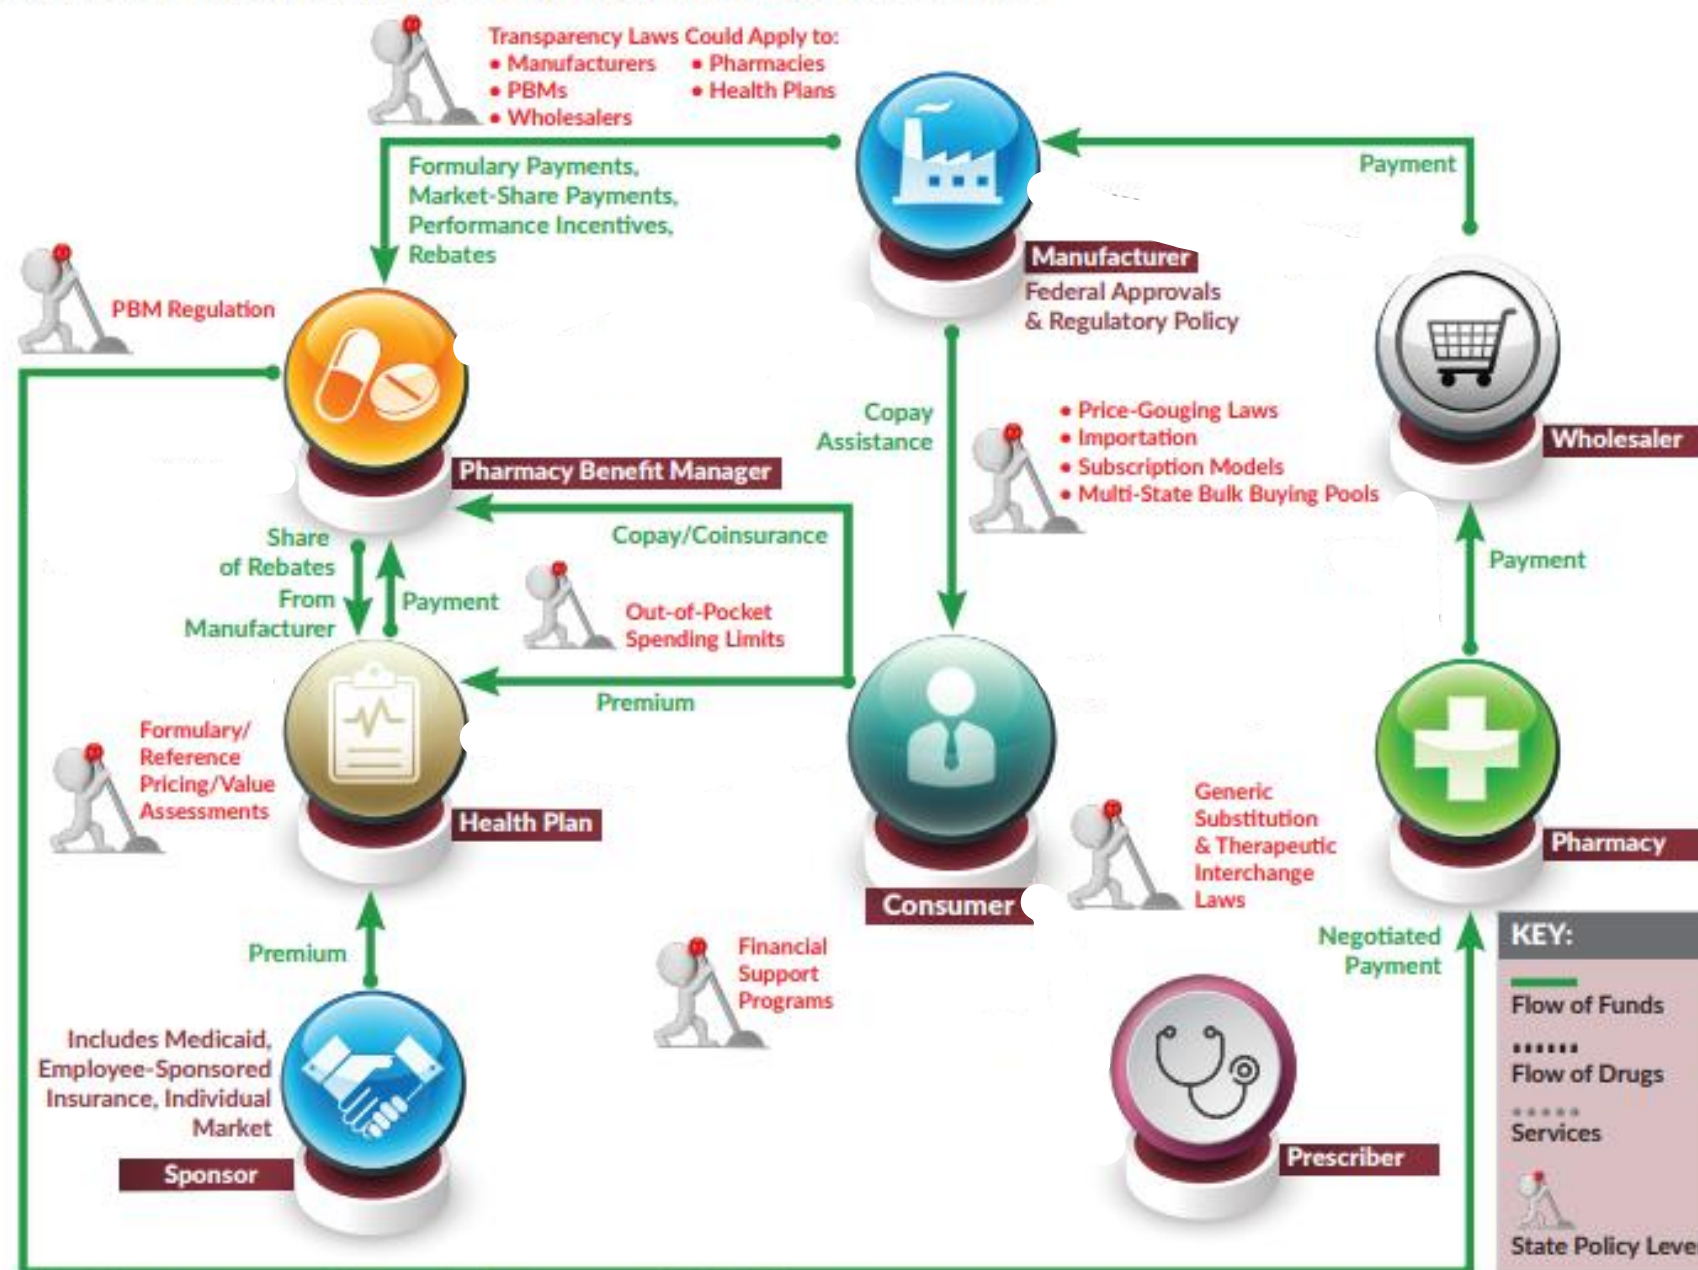 Transparency Laws Could Apply to:
• Manufacturers
• PBMs
• Wholesalers
• Pharmacies
• Health Plans
Formulary Payments,
Market-Share Payments,
Performance Incentives,
Rebates
Payment
Manufacturer
Federal Approvals
& Regulatory Policy
PBM Regulation
Pharmacy Benefit Manager
Copay
Assistance
• Price-Gouging Laws
• Importation
• Subscription Models
• Multi-State Bulk Buying Pools
Wholesaler
Share
of Rebates
From
Manufacturer
Payment
Copay/Coinsurance
Out-of-Pocket
Spending Limits
Premium
Payment
Formulary/
Reference
Pricing/Value
Assessments
Health Plan
Consumer
Generic
Substitution
& Therapeutic
Interchange
Laws
Pharmacy
Premium
Financial
Support
Programs
Negotiated
Payment
Includes Medicaid,
Employee-Sponsored
Insurance, Individual
Market
Sponsor
Prescriber
KEY:
Flow of Funds
Flow of Drugs
Services
State Policy Leve